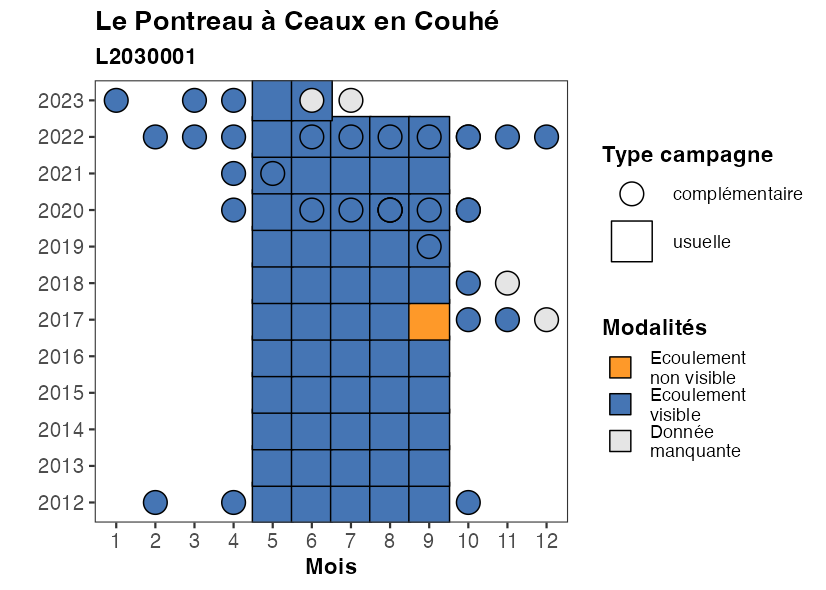 Le Pontreau à Ceaux en Couhé
L2030001
2023
2022
2021
2020
2019
2018
2017
2016
2015
2014
2013
2012
1 2 3 4 5 6 7 8 9 10 11 12
Mois
Type campagne
complémentaire
usuelle
Modalités
Ecoulement
non visible
Ecoulement
visible
Donnée
manquante